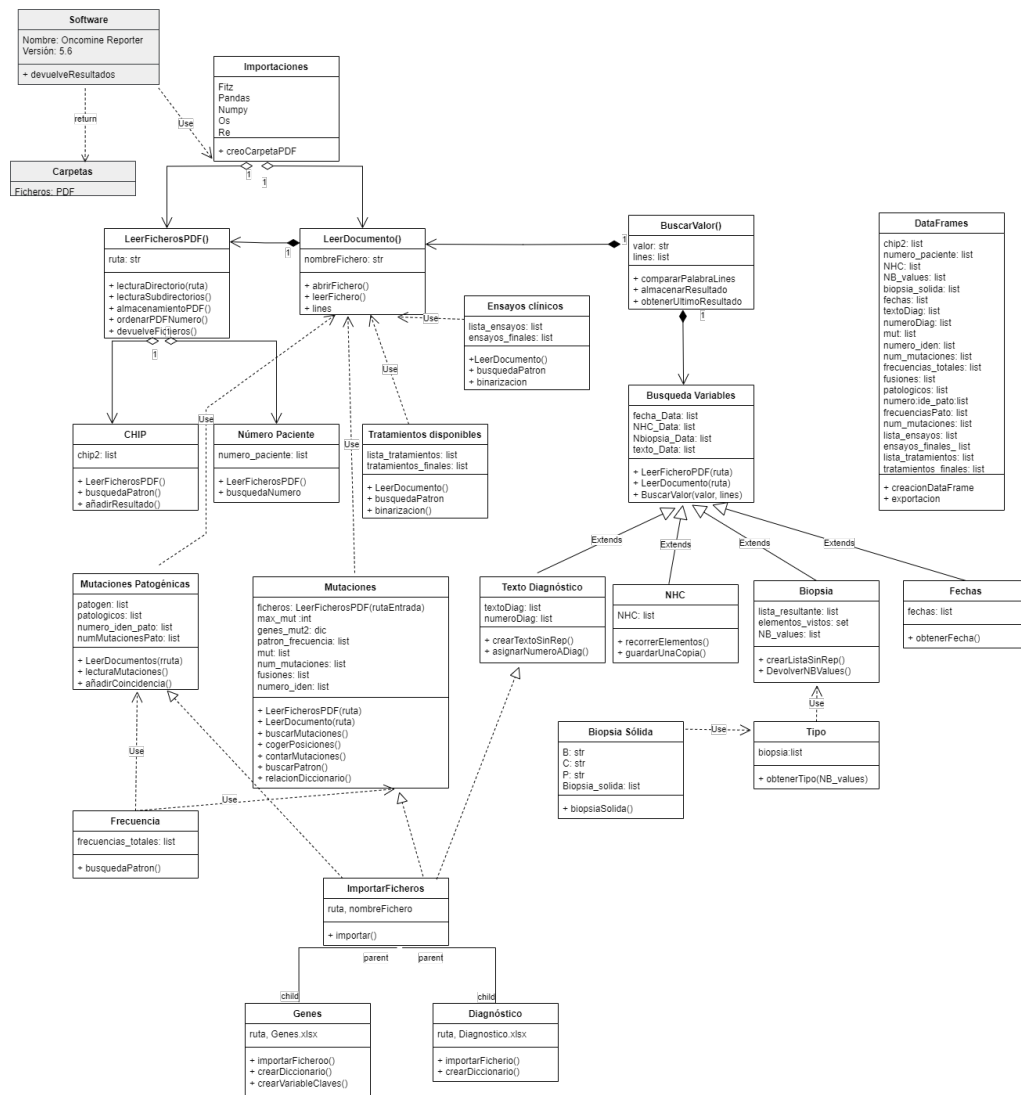 Software
Nombre: Oncomine Reporter
Versión: 5.6
+ devuelveResultados
return
Use
Carpetas
Ficheros: PDF
Importaciones
Fitz
Pandas
Numpy
Os
Re
+ creoCarpetaPDF
1
1
LeerFicherosPDF()
ruta: str
+ lecturaDirectorio(ruta)
+ lecturaSubdirectorios()
+ almacenamientoPDF()
+ ordenarPDFNumero()
+ devuelveFicheros()
1
1
LeerDocumento()
nombreFichero: str
+ abrirFichero()
+ leerFichero()
+ lines
1
BuscarValor()
valor: str
lines: list
+ compararPalabraLines
+ almacenarResultado
+ obtenerUltimoResultado
1
1
DataFrames
chip2: list
numero_paciente: list
NHC: list
NB_values: list
biopsia_solida: list
fechas: list
textoDiag: list
numeroDiag: list
mut: list
numero_iden: list
num_mutaciones: list
frecuencias_totales: list
fusiones: list
patologicos: list
numero:ide_pato:list
frecuenciasPato: list
num_mutaciones: list
lista_ensayos: list
ensayos_finales_: list
lista_tratamientos: list
tratamientos_finales: list
+ creacionDataFrame
+ exportacion
Ensayos clínicos
lista_ensayos: list
ensayos_finales: list
+LeerDocumento()
+ busquedaPatron
+ binarizacion
Use
Use
Use
Use
CHIP
chip2: list
+ LeerFicherosPDF()
+ busquedaPatron()
+ añadirResultado()
Número Paciente
numero_paciente: list
+ LeerFicherosPDF()
+ busquedaNumero
Tratamientos disponibles
lista_tratamientos: list
tratamientos_finales: list
+ LeerDocumento()
+ busquedaPatron
+ binarizacion()
Busqueda Variables
fecha_Data: list
NHC_Data: list
Nbiopsia_Data: list
texto_Data: list
+ LeerFicheroPDF(ruta)
+ LeerDocumento(ruta)
+ BuscarValor(valor, lines)
Extends
Extends
Extends
Extends
Mutaciones Patogénicas
patogen: list
patologicos: list
numero_iden_pato: list
numMutacionesPato: list
+ LeerDocumentos(rruta)
+ lecturaMutaciones()
+ añadirCoincidencia()
Mutaciones
ficheros: LeerFicherosPDF(rutaEntrada)
max_mut :int
genes_mut2: dic
patron_frecuencia: list
mut: list
num_mutaciones: list
fusiones: list
numero_iden: list
+ LeerFicherosPDF(ruta)
+ LeerDocumento(ruta)
+ buscarMutaciones()
+ cogerPosiciones()
+ contarMutaciones()
+ buscarPatron()
+ relacionDiccionario()
Texto Diagnóstico
textoDiag: list
numeroDiag: list
+ crearTextoSinRep()
+ asignarNumeroADiag()
NHC
NHC: list
+ recorrerElementos()
+ guardarUnaCopia()
Biopsia
lista_resultante: list
elementos_vistos: set
NB_values: list
+ crearListaSinRep()
+ DevolverNBValues()
Fechas
fechas: list
+ obtenerFecha()
Use
Biopsia Sólida
B: str
C: str
P: str
Biopsia_solida: list
+ biopsiaSolida()
Use
Tipo
biopsia:list
+ obtenerTipo(NB_values)
Use
Use
Frecuencia
frecuencias_totales: list
+ busquedaPatron()
ImportarFicheros
ruta, nombreFichero
+ importar()
parent
parent
child
child
Genes
ruta, Genes.xlsx
+ importarFicheroo()
+ crearDiccionario()
+ crearVariableClaves()
Diagnóstico
ruta, Diagnostico.xlsx
+ importarFicherio()
+ crearDiccionario()